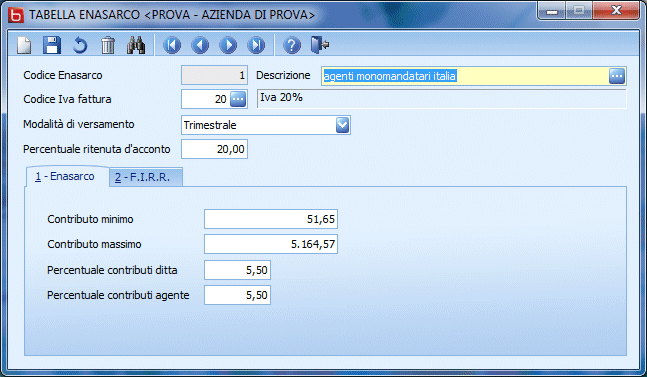 TABELLA ENASARCO <PROVA - AZIENDA DI PROVA>
Codice Enasarco 1 Descrizione agenti monomandatari italia
Codice Iva fattura 20 Iva 20%
Modalità di versamento Trimestrale
Percentuale ritenuta d'acconto 20,00
1 - Enasarco 2 - F.I.R.R.
Contributo minimo 51,65
Contributo massimo 5.164,57
Percentuale contributi ditta 5,50
Percentuale contributi agente 5,50